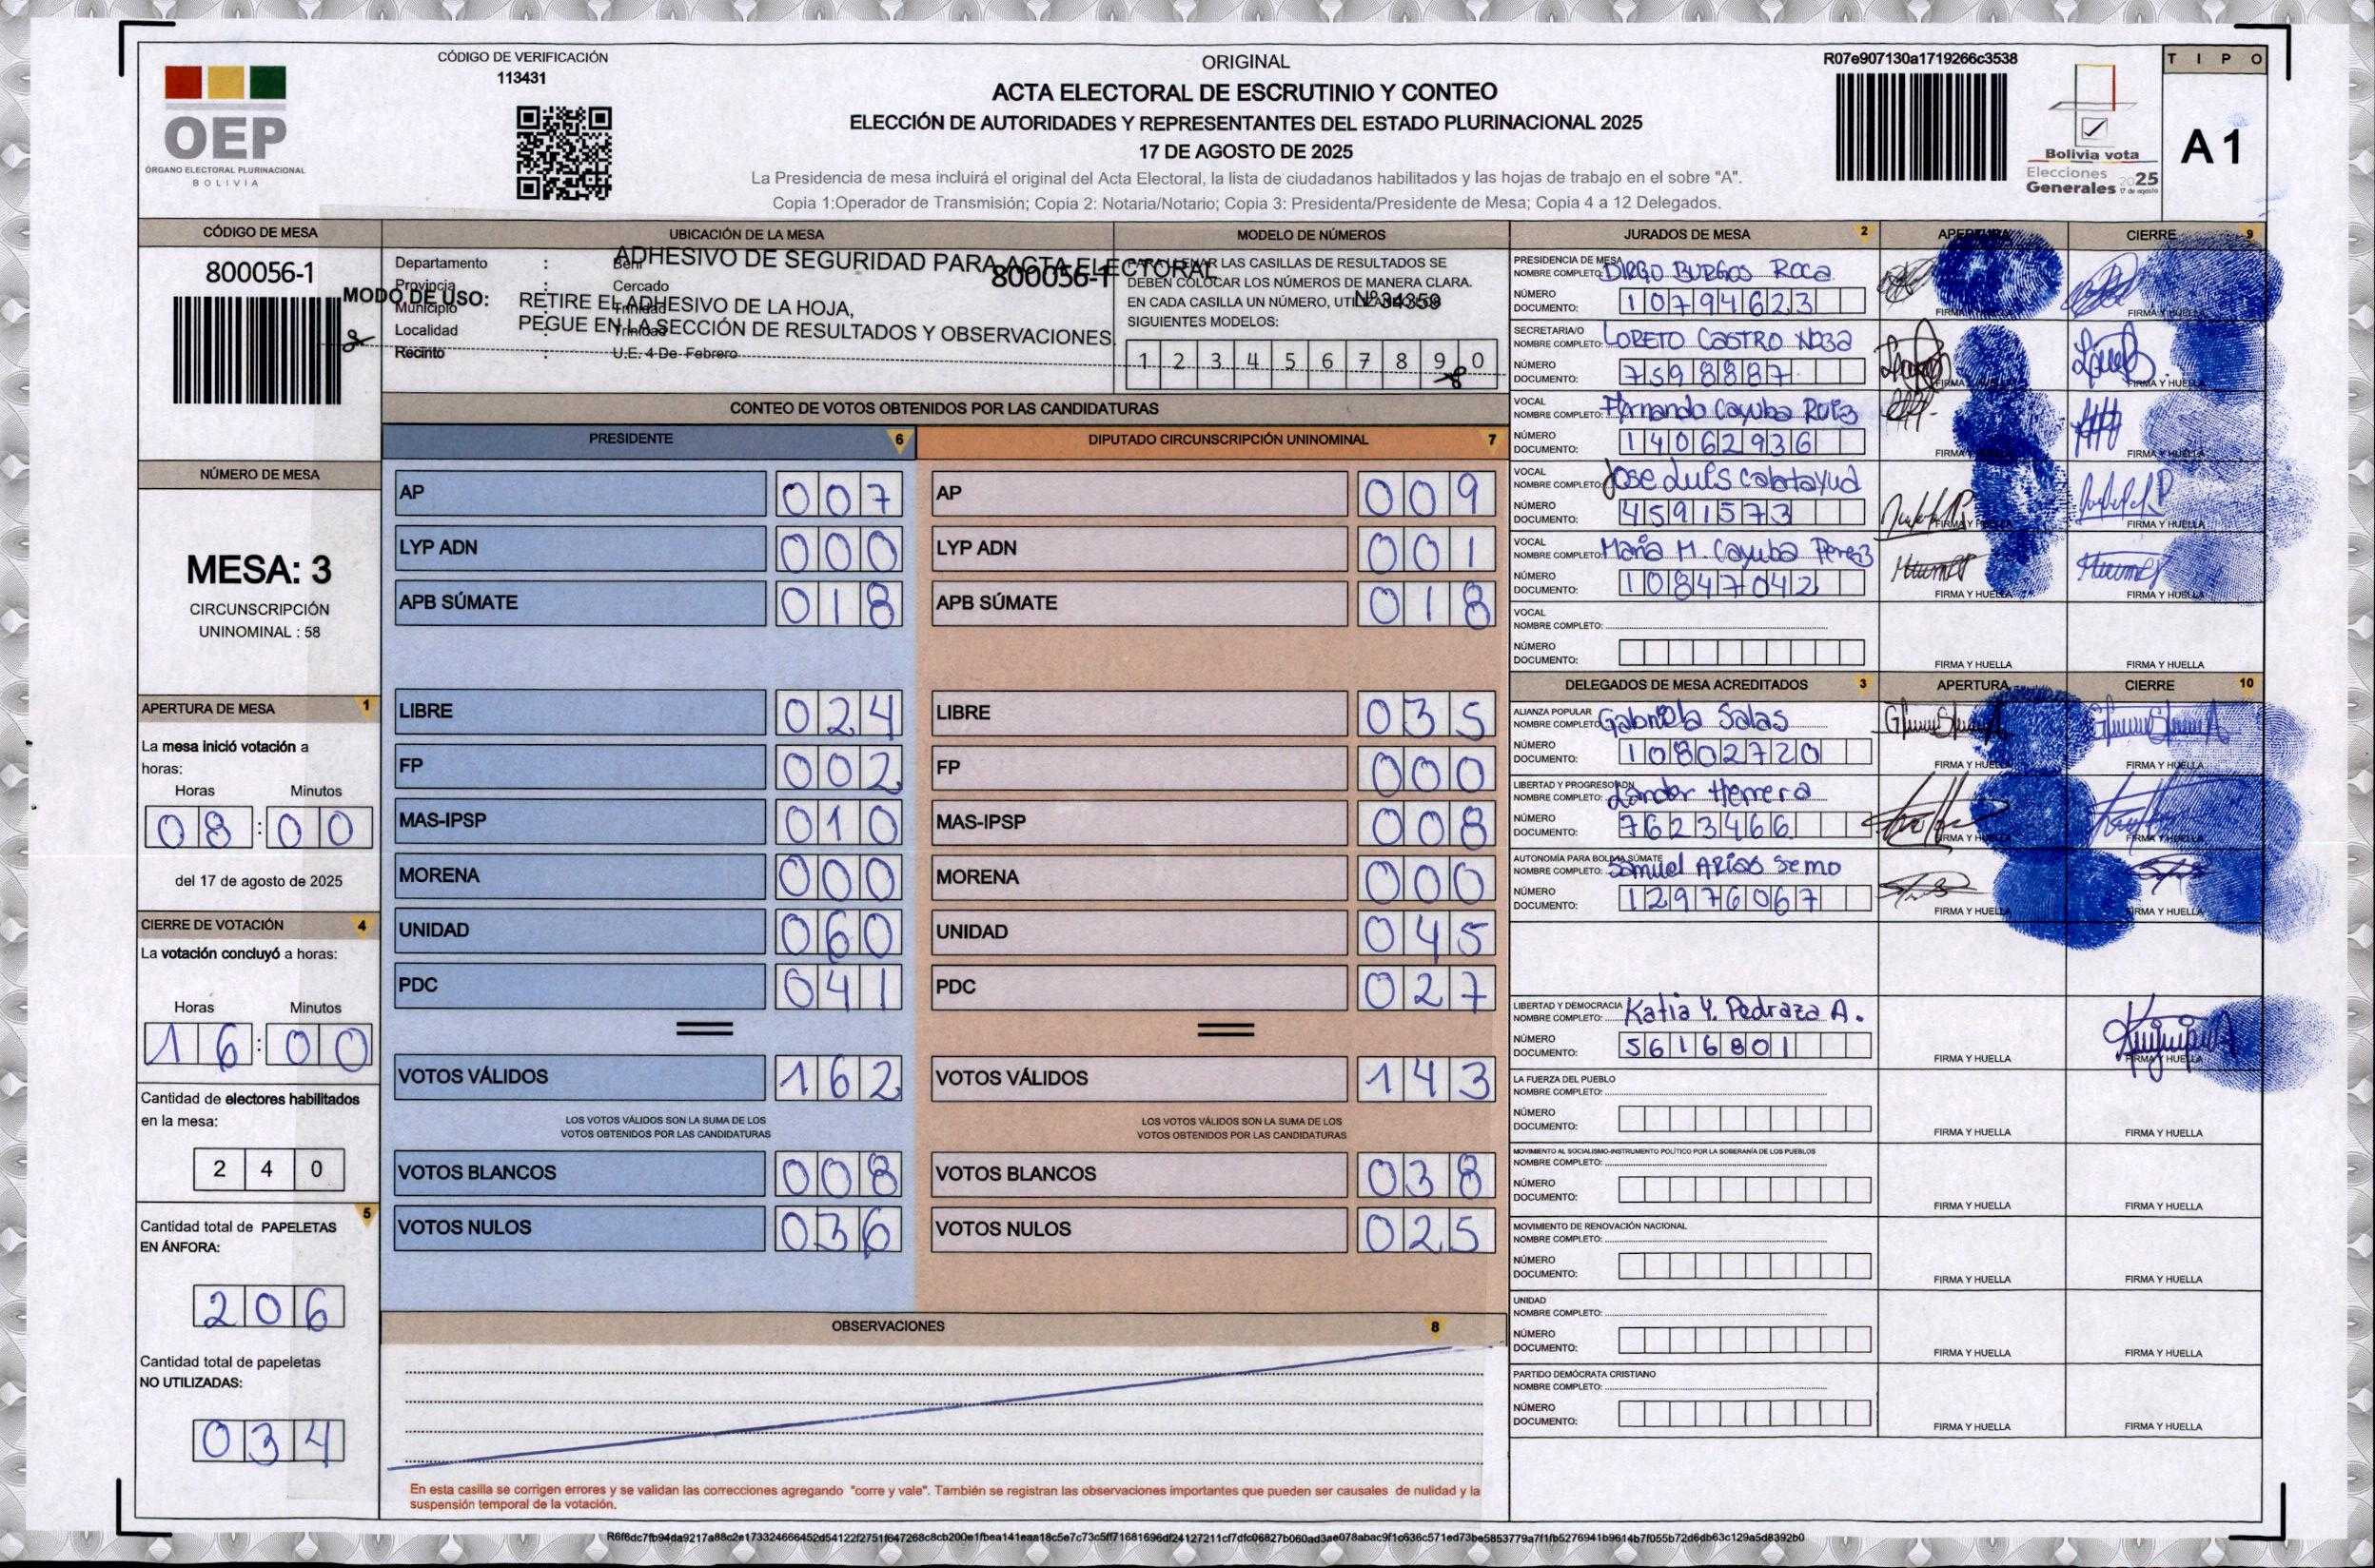 CÓDIGO DE VERIFICACIÓN
113431
OEP
ÓRGANO ELECTORAL PLURINACIONAL
BOLIVIA
ORIGINAL
ACTA ELECTORAL DE ESCRUTINIO Y CONTEO
ELECCIÓN DE AUTORIDADES Y REPRESENTANTES DEL ESTADO PLURINACIONAL 2025
17 DE AGOSTO DE 2025
La Presidencia de mesa incluirá el original del Acta Electoral, la lista de ciudadanos habilitados y las hojas de trabajo en el sobre "A".
Copia 1:Operador de Transmisión; Copia 2: Notaria/Notario; Copia 3: Presidenta/Presidente de Mesa; Copia 4 a 12 Delegados.
R07e907130a1719266c3538
Bolivia vota
Elecciones
Generales 2025
17 de agosto
TIPO
A 1
CÓDIGO DE MESA
800056-1
UBICACIÓN DE LA MESA
Departamento : Beni
Provincia : Cercado
Municipio : Trinidad
Localidad : Trinidad
Recinto : U.E. 4 De Febrero
800056-1
ADHESIVO DE SEGURIDAD PARA ACTA ELECTORAL
MODO DE USO: RETIRE EL ADHESIVO DE LA HOJA,
PEGUE EN LA SECCIÓN DE RESULTADOS Y OBSERVACIONES
Nº 34359
MODELO DE NÚMEROS
PARA LLENAR LAS CASILLAS DE RESULTADOS SE
DEBEN COLOCAR LOS NÚMEROS DE MANERA CLARA.
EN CADA CASILLA UN NÚMERO,
SIGUIENTES MODELOS:
1 2 3 4 5 6 7 8 9 0
NÚMERO DE MESA
MESA: 3
CIRCUNSCRIPCIÓN
UNINOMINAL : 58
APERTURA DE MESA 1
La mesa inició votación a
horas:
Horas Minutos
08 : 00
del 17 de agosto de 2025
CIERRE DE VOTACIÓN 4
La votación concluyó a horas:
Horas Minutos
16 : 00
Cantidad de electores habilitados
en la mesa:
240
5
Cantidad total de PAPELETAS
EN ÁNFORA:
206
Cantidad total de papeletas
NO UTILIZADAS:
034
CONTEO DE VOTOS OBTENIDOS POR LAS CANDIDATURAS
PRESIDENTE 6
AP 007
LYP ADN 000
APB SÚMATE 018
LIBRE 024
FP 002
MAS-IPSP 010
MORENA 000
UNIDAD 060
PDC 041
=
VOTOS VÁLIDOS 162
LOS VOTOS VÁLIDOS SON LA SUMA DE LOS
VOTOS OBTENIDOS POR LAS CANDIDATURAS
VOTOS BLANCOS 008
VOTOS NULOS 036
DIPUTADO CIRCUNSCRIPCIÓN UNINOMINAL 7
AP 009
LYP ADN 001
APB SÚMATE 018
LIBRE 035
FP 000
MAS-IPSP 008
MORENA 000
UNIDAD 045
PDC 027
=
VOTOS VÁLIDOS 143
LOS VOTOS VÁLIDOS SON LA SUMA DE LOS
VOTOS OBTENIDOS POR LAS CANDIDATURAS
VOTOS BLANCOS 038
VOTOS NULOS 025
OBSERVACIONES 8
En esta casilla se corrigen errores y se validan las correcciones agregando "corre y vale". También se registran las observaciones importantes que pueden ser causales de nulidad y la
suspensión temporal de la votación.
JURADOS DE MESA 2 APERTURA CIERRE 9
PRESIDENCIA DE MESA
NOMBRE COMPLETO: DIEGO BURGOS ROCA
NÚMERO
DOCUMENTO: 10794623
FIRMA Y HUELLA
SECRETARIA/O
NOMBRE COMPLETO: LORETO CASTRO NOZA
NÚMERO
DOCUMENTO: 7598887
FIRMA Y HUELLA
VOCAL
NOMBRE COMPLETO: Fernando Cayuba Ruiz
NÚMERO
DOCUMENTO: 14062936
FIRMA Y HUELLA
VOCAL
NOMBRE COMPLETO: Jose Luis Calatayud
NÚMERO
DOCUMENTO: 4591573
FIRMA Y HUELLA FIRMA Y HUELLA
VOCAL
NOMBRE COMPLETO: Maria M. Cayuba Perez
NÚMERO
DOCUMENTO: 10847042
FIRMA Y HUELLA FIRMA Y HUELLA
VOCAL
NOMBRE COMPLETO:
NÚMERO
DOCUMENTO:
FIRMA Y HUELLA FIRMA Y HUELLA
DELEGADOS DE MESA ACREDITADOS 3 APERTURA CIERRE 10
ALIANZA POPULAR
NOMBRE COMPLETO: Gabriela Salas
NÚMERO
DOCUMENTO: 10802720
FIRMA Y HUELLA FIRMA Y HUELLA
LIBERTAD Y PROGRESO ADN
NOMBRE COMPLETO: Landor Herrera
NÚMERO
DOCUMENTO: 7623466
FIRMA Y HUELLA FIRMA Y HUELLA
AUTONOMÍA PARA BOLIVIA SÚMATE
NOMBRE COMPLETO: Samuel Arias Semo
NÚMERO
DOCUMENTO: 12976067
FIRMA Y HUELLA FIRMA Y HUELLA
LIBERTAD Y DEMOCRACIA
NOMBRE COMPLETO: Katia Y. Pedraza A.
NÚMERO
DOCUMENTO: 5616801
FIRMA Y HUELLA FIRMA Y HUELLA
LA FUERZA DEL PUEBLO
NOMBRE COMPLETO:
NÚMERO
DOCUMENTO:
FIRMA Y HUELLA FIRMA Y HUELLA
MOVIMIENTO AL SOCIALISMO-INSTRUMENTO POLÍTICO POR LA SOBERANÍA DE LOS PUEBLOS
NOMBRE COMPLETO:
NÚMERO
DOCUMENTO:
FIRMA Y HUELLA FIRMA Y HUELLA
MOVIMIENTO DE RENOVACIÓN NACIONAL
NOMBRE COMPLETO:
NÚMERO
DOCUMENTO:
FIRMA Y HUELLA FIRMA Y HUELLA
UNIDAD
NOMBRE COMPLETO:
NÚMERO
DOCUMENTO:
FIRMA Y HUELLA FIRMA Y HUELLA
PARTIDO DEMÓCRATA CRISTIANO
NOMBRE COMPLETO:
NÚMERO
DOCUMENTO:
FIRMA Y HUELLA FIRMA Y HUELLA